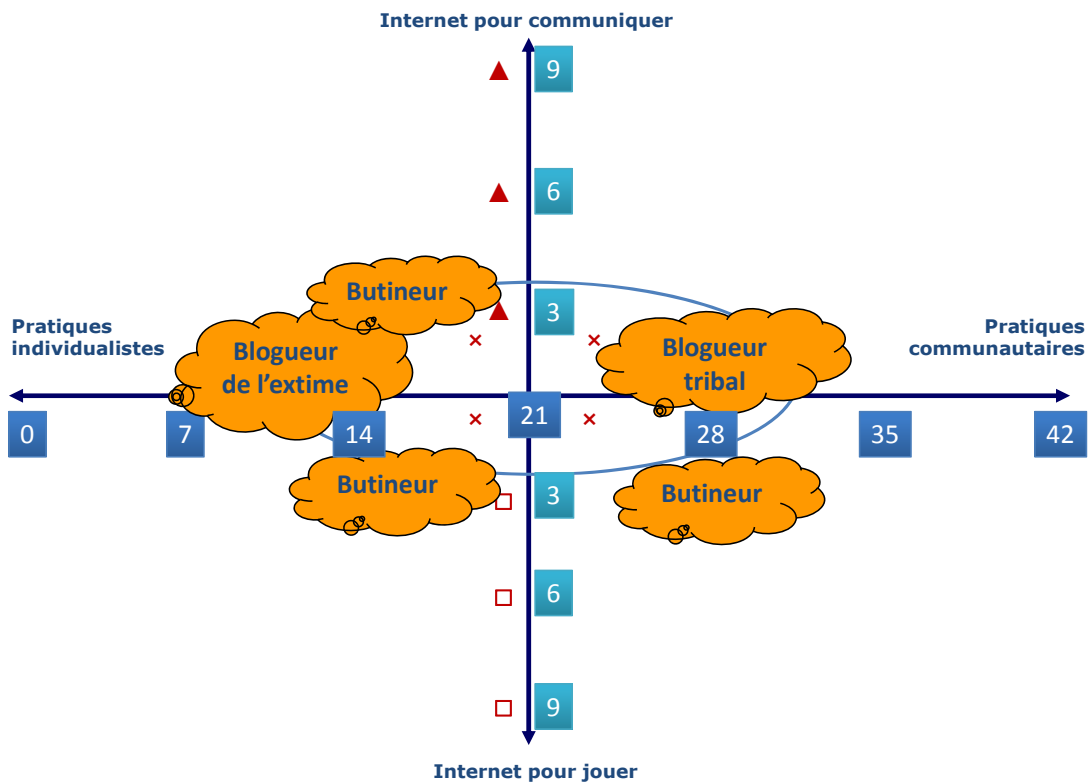 Internet pour communiquer
9
6
Butineur
3
Pratiques
individualistes
Blogueur
de l’extime
Blogueur
tribal
Pratiques
communautaires
0
7
14
21
28
35
42
Butineur
3
Butineur
6
9
Internet pour jouer